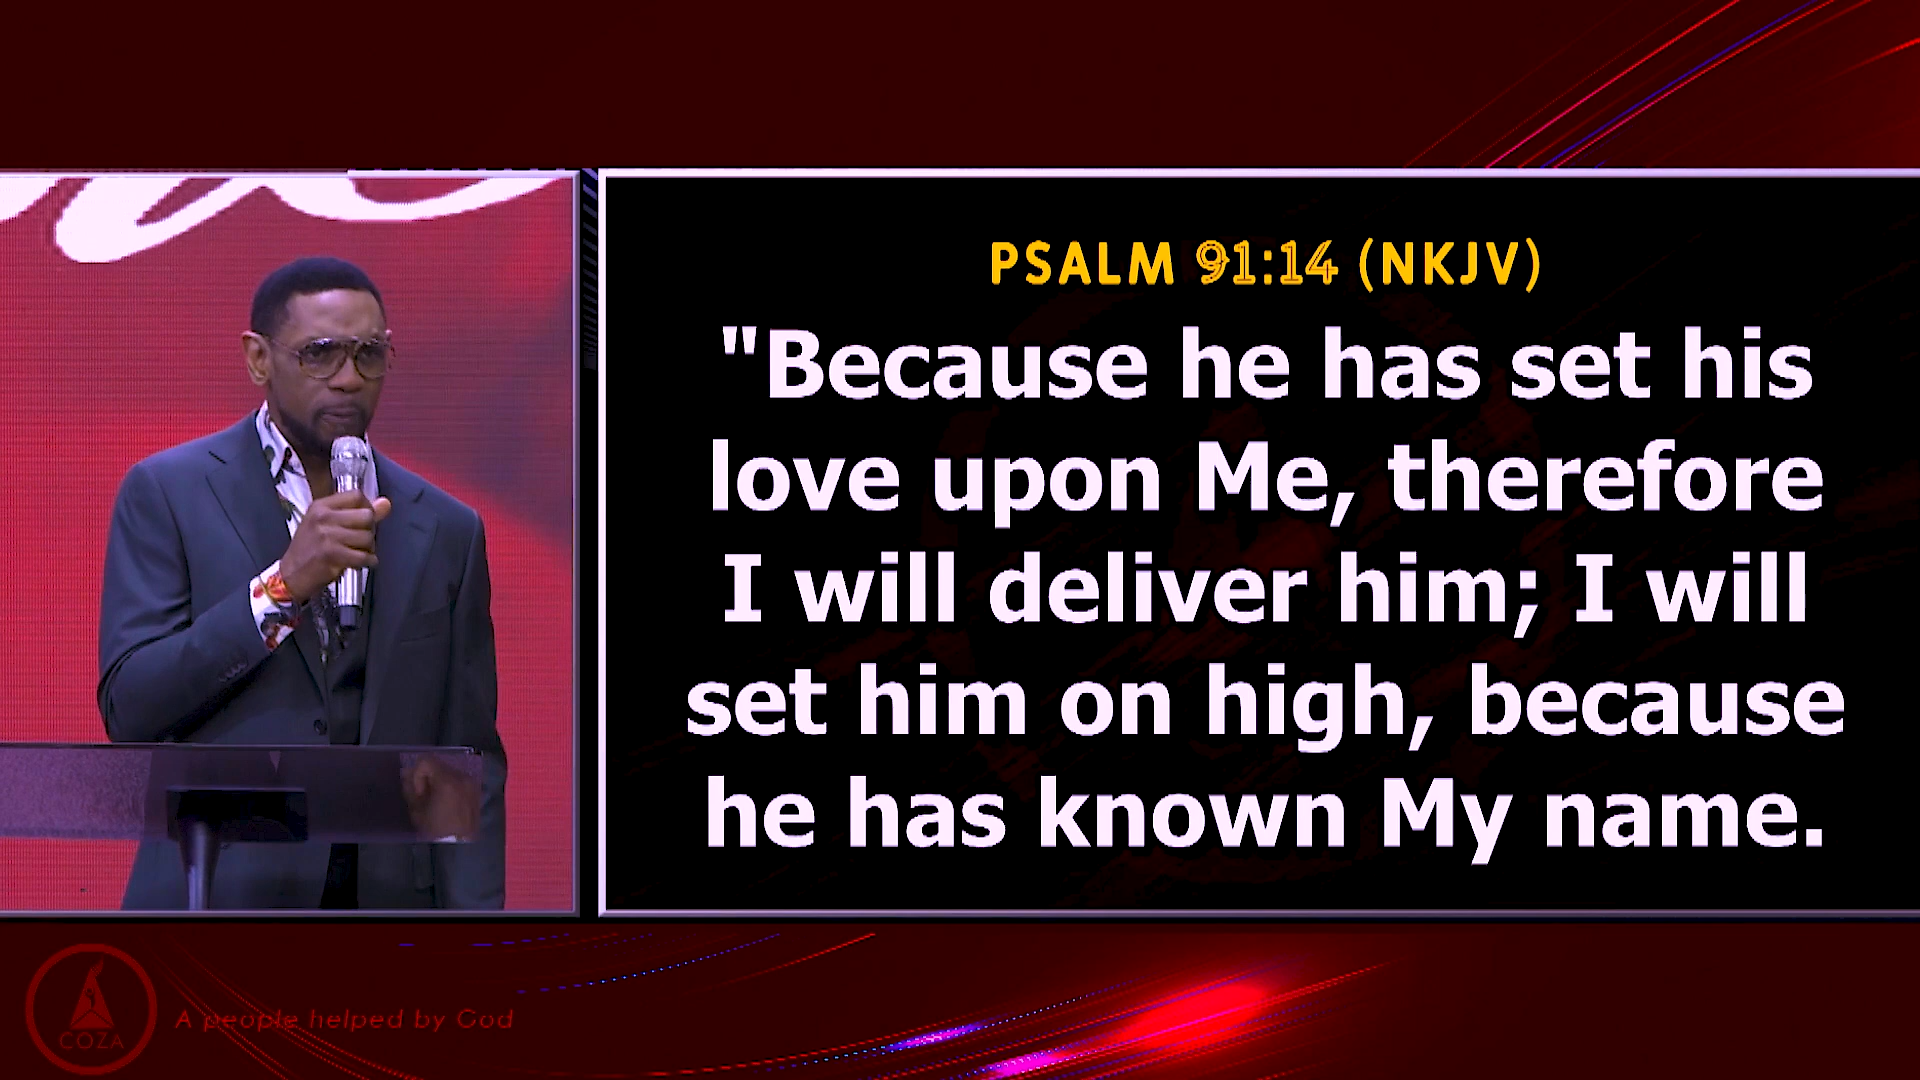 PSALM 91:14 (NKJV)
"Because he has set his
love upon Me, therefore
I will deliver him; I will
set him on high, because
he has known My name.
COZA
A people helped by God